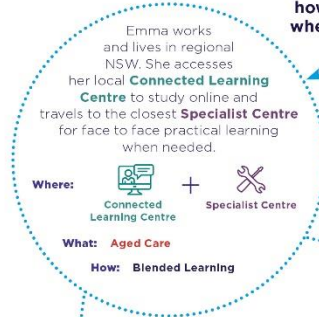 how
whe
Emma works
and lives in regional
NSW. She accesses
her local Connected Learning
Centre to study online and
travels to the closest Specialist Centre
for face to face practical learning
when needed.
Where:
Connected
Learning Centre
+
Specialist Centre
What: Aged Care
How: Blended Learning